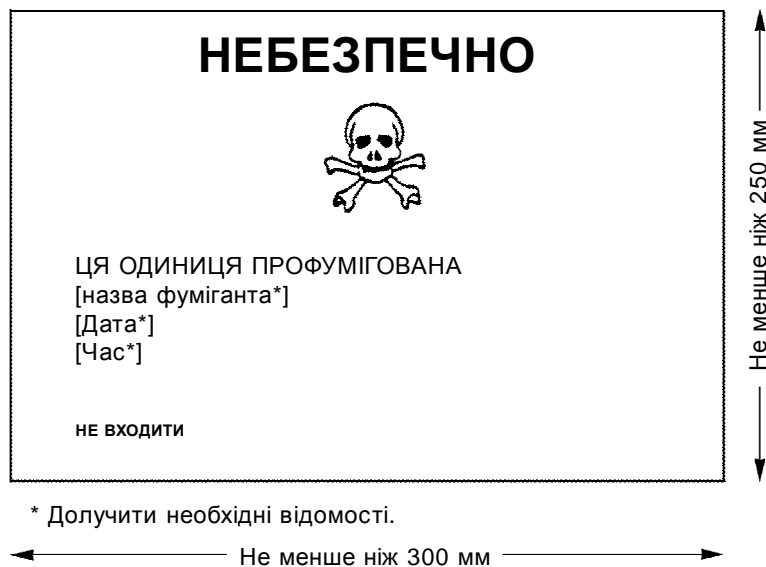 НЕБЕЗПЕЧНО
ЦЯ ОДИНИЦЯ ПРОФУМІГОВАНА
[назва фуміганта*]
[Дата*]
[Час*]
НЕ ВХОДИТИ
Не менше ніж 250 мм
* Долучити необхідні відомості.
Не менше ніж 300 мм